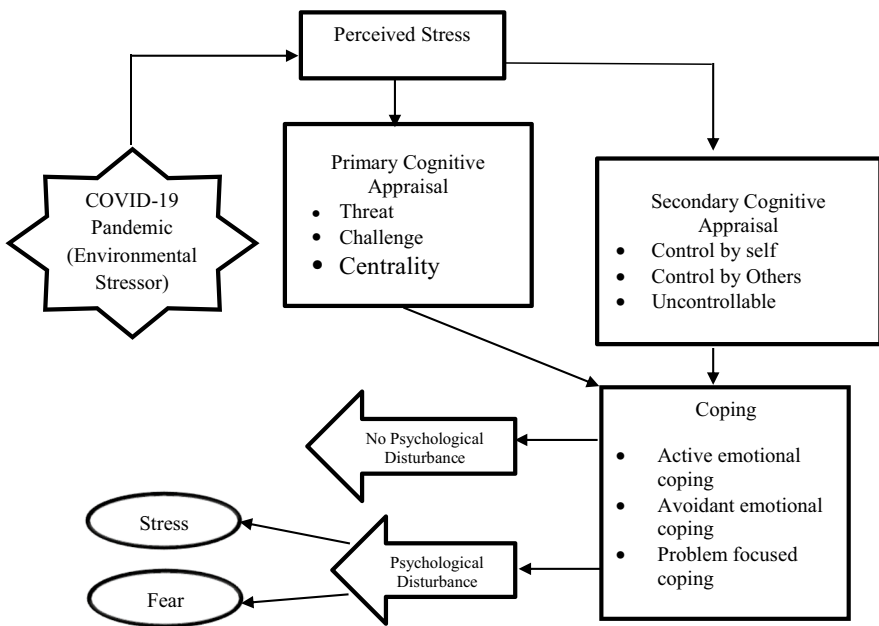 Perceived Stress
COVID-19
Pandemic
(Environmental
Stressor)
Primary Cognitive
Appraisal
• Threat
• Challenge
• Centrality
Secondary Cognitive
Appraisal
• Control by self
• Control by Others
• Uncontrollable
Coping
• Active emotional
coping
• Avoidant emotional
coping
• Problem focused
coping
No Psychological
Disturbance
Psychological
Disturbance
Stress
Fear